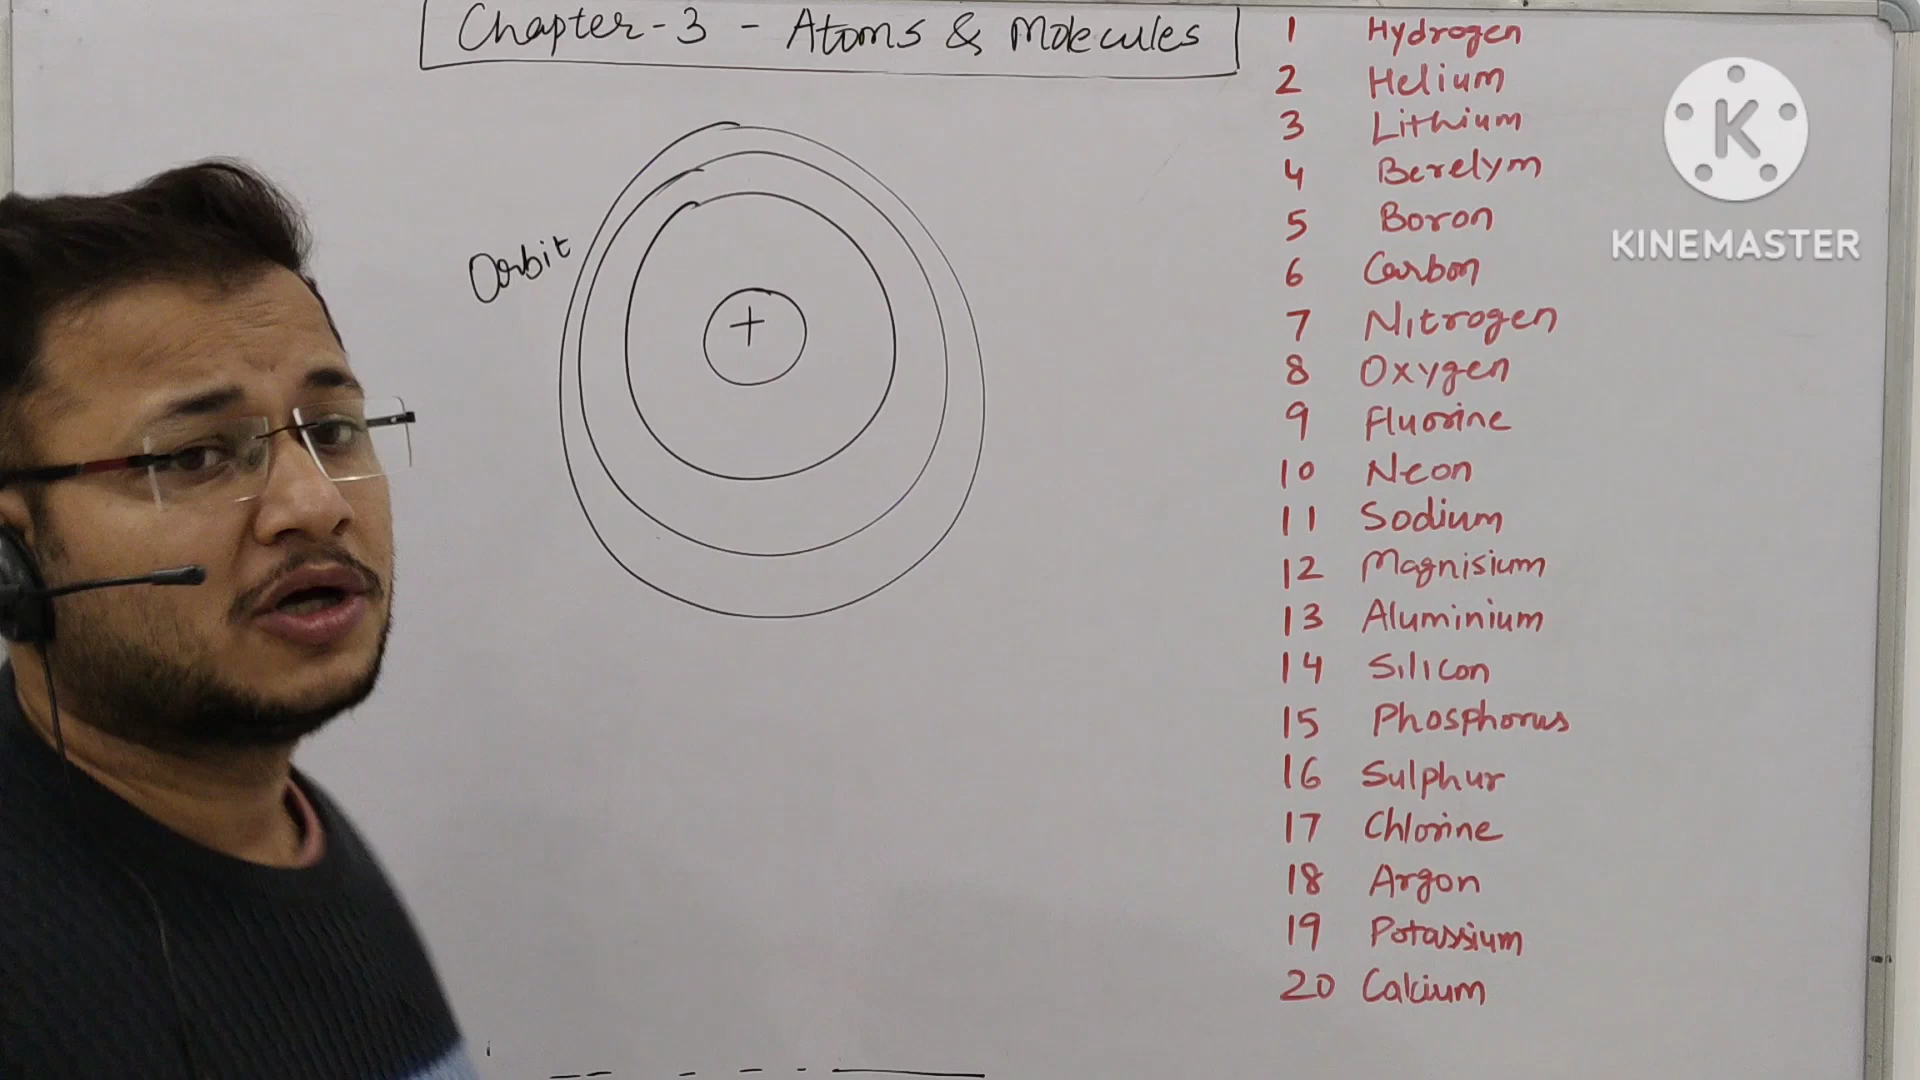 Chapter-3 - Atoms & Molecules
Orbit
+
1 Hydrogen
2 Helium
3 Lithium
4 Berelym
5 Boron
6 Carbon
7 Nitrogen
8 Oxygen
9 Fluorine
10 Neon
11 Sodium
12 Magnisium
13 Aluminium
14 Silicon
15 Phosphorus
16 Sulphur
17 Chlorine
18 Argon
19 Potassium
20 Calcium
K
KINEMASTER